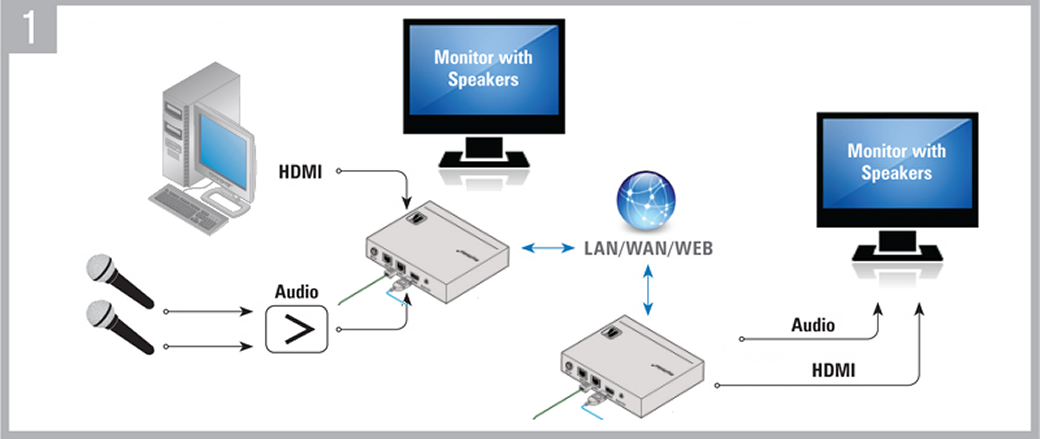 1
Monitor with
Speakers
HDMI
Monitor with
Speakers
LAN/WAN/WEB
Audio
>
Audio
HDMI